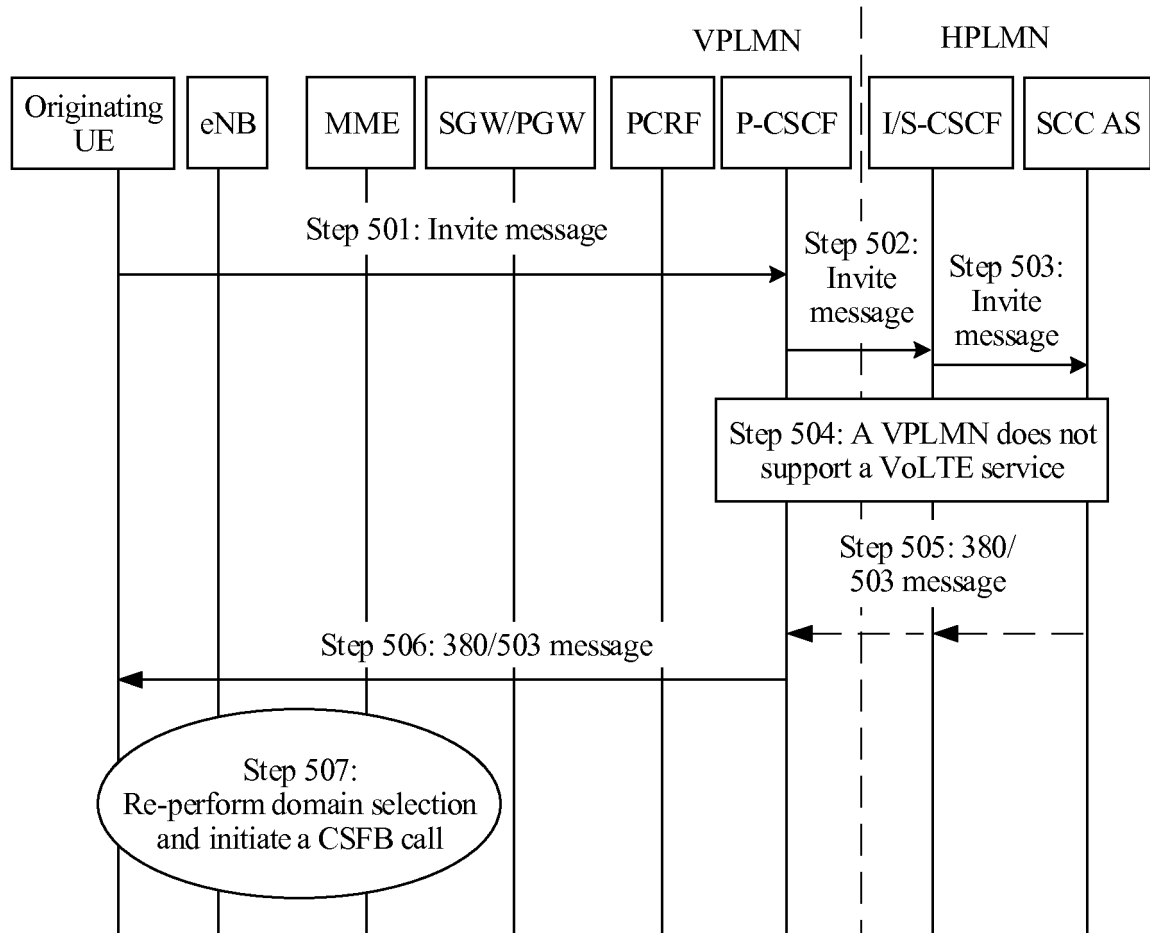 VPLMN
HPLMN
Originating
UE
eNB
MME
SGW/PGW
PCRF
P-CSCF
I/S-CSCF
SCC AS
Step 501: Invite message
Step 502:
Invite
message
Step 503:
Invite
message
Step 504: A VPLMN does not
support a VoLTE service
Step 505: 380/
503 message
Step 506: 380/503 message
Step 507:
Re-perform domain selection
and initiate a CSFB call